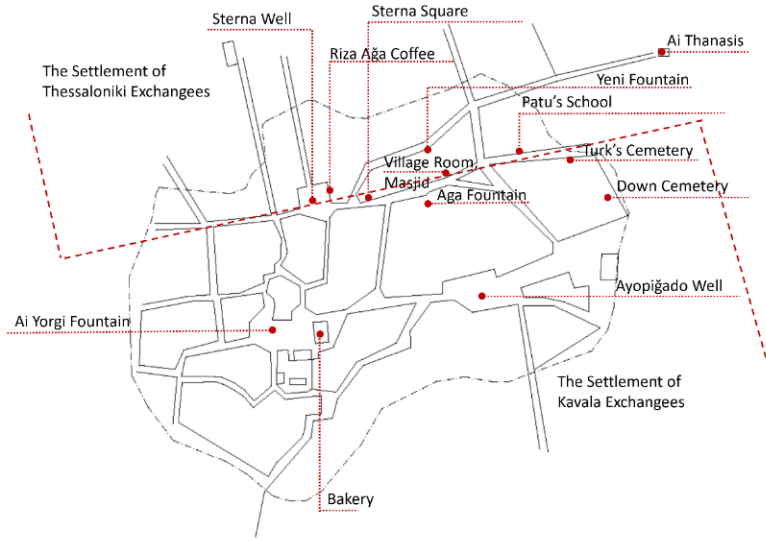 Sterna Well
Sterna Square
Ai Thanasis
Riza Ağa Coffee
The Settlement of
Thessaloniki Exchangees
Yeni Fountain
Patu's School
Village Room
Masjid
Turk's Cemetery
Down Cemetery
Aga Fountain
Ayopiğado Well
Ai Yorgi Fountain
The Settlement of
Kavala Exchangees
Bakery